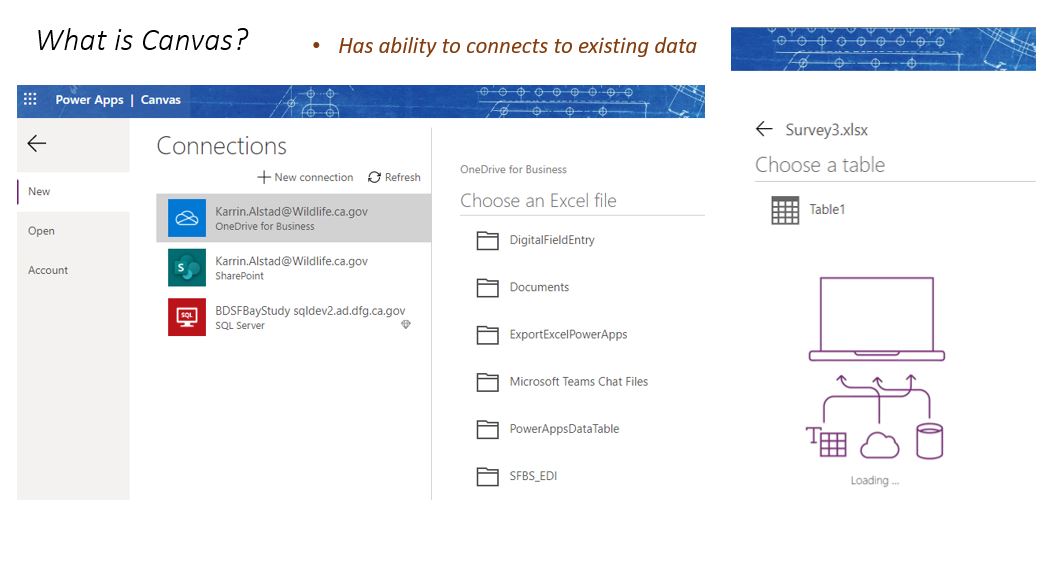 What is Canvas?
• Has ability to connects to existing data
Power Apps | Canvas
New
Open
Account
Connections
New connection
Refresh
Karrin.Alstad@Wildlife.ca.gov
OneDrive for Business
Karrin.Alstad@Wildlife.ca.gov
SharePoint
BDSFBayStudy sqldev2.ad.dfg.ca.gov
SQL Server
OneDrive for Business
Choose an Excel file
DigitalFieldEntry
Documents
ExportExcelPowerApps
Microsoft Teams Chat Files
PowerAppsDataTable
SFBS_EDI
Survey3.xlsx
Choose a table
Table1
Loading ...